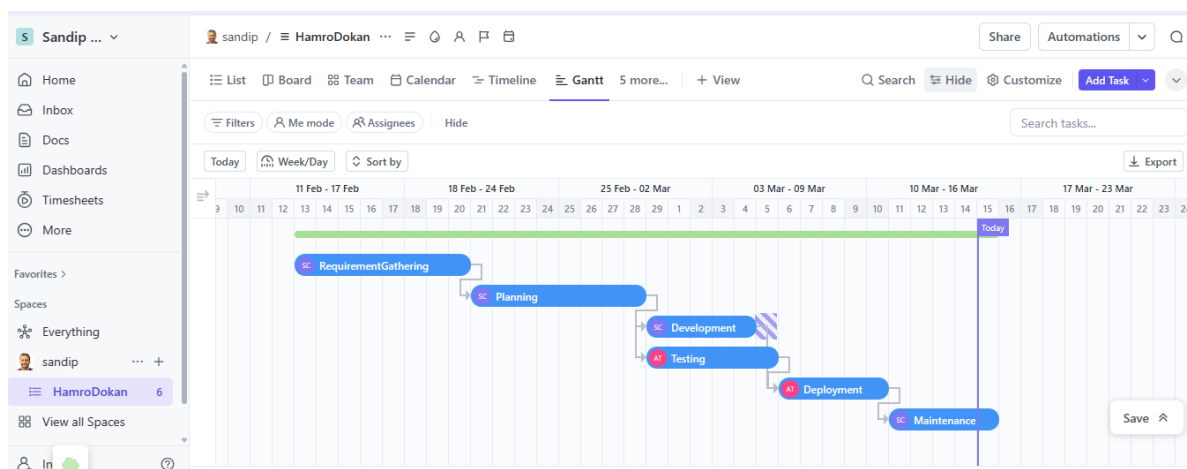 S Sandip ...
sandip / HamroDokan ...
Share
Automations
Home
Inbox
Docs
Dashboards
Timesheets
More
Favorites >
Spaces
Everything
sandip ... +
HamroDokan 6
View all Spaces
List Board Team Calendar Timeline Gantt 5 more... + View
Search Hide Customize Add Task
Filters Me mode Assignees Hide
Search tasks...
Today Week/Day Sort by
Export
11 Feb - 17 Feb 18 Feb - 24 Feb 25 Feb - 02 Mar 03 Mar - 09 Mar 10 Mar - 16 Mar 17 Mar - 23 Mar
10 11 12 13 14 15 16 17 18 19 20 21 22 23 24 25 26 27 28 29 1 2 3 4 5 6 7 8 9 10 11 12 13 14 15 16 17 18 19 20 21 22 23
Today
SC RequirementGathering
SC Planning
SC Development
AT Testing
AT Deployment
SC Maintenance
Save